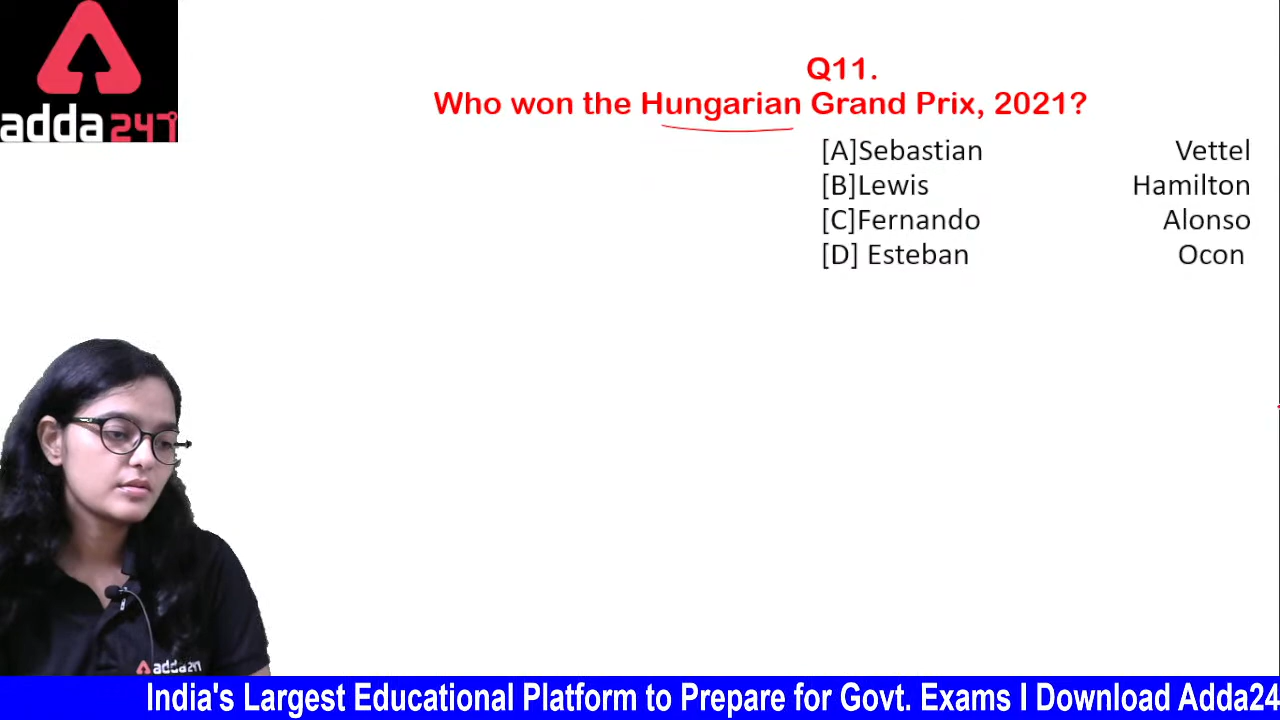 adda247
Q11.
Who won the Hungarian Grand Prix, 2021?
[A]Sebastian Vettel
[B]Lewis Hamilton
[C]Fernando Alonso
[D] Esteban Ocon
adda247
India's Largest Educational Platform to Prepare for Govt. Exams I Download Adda24